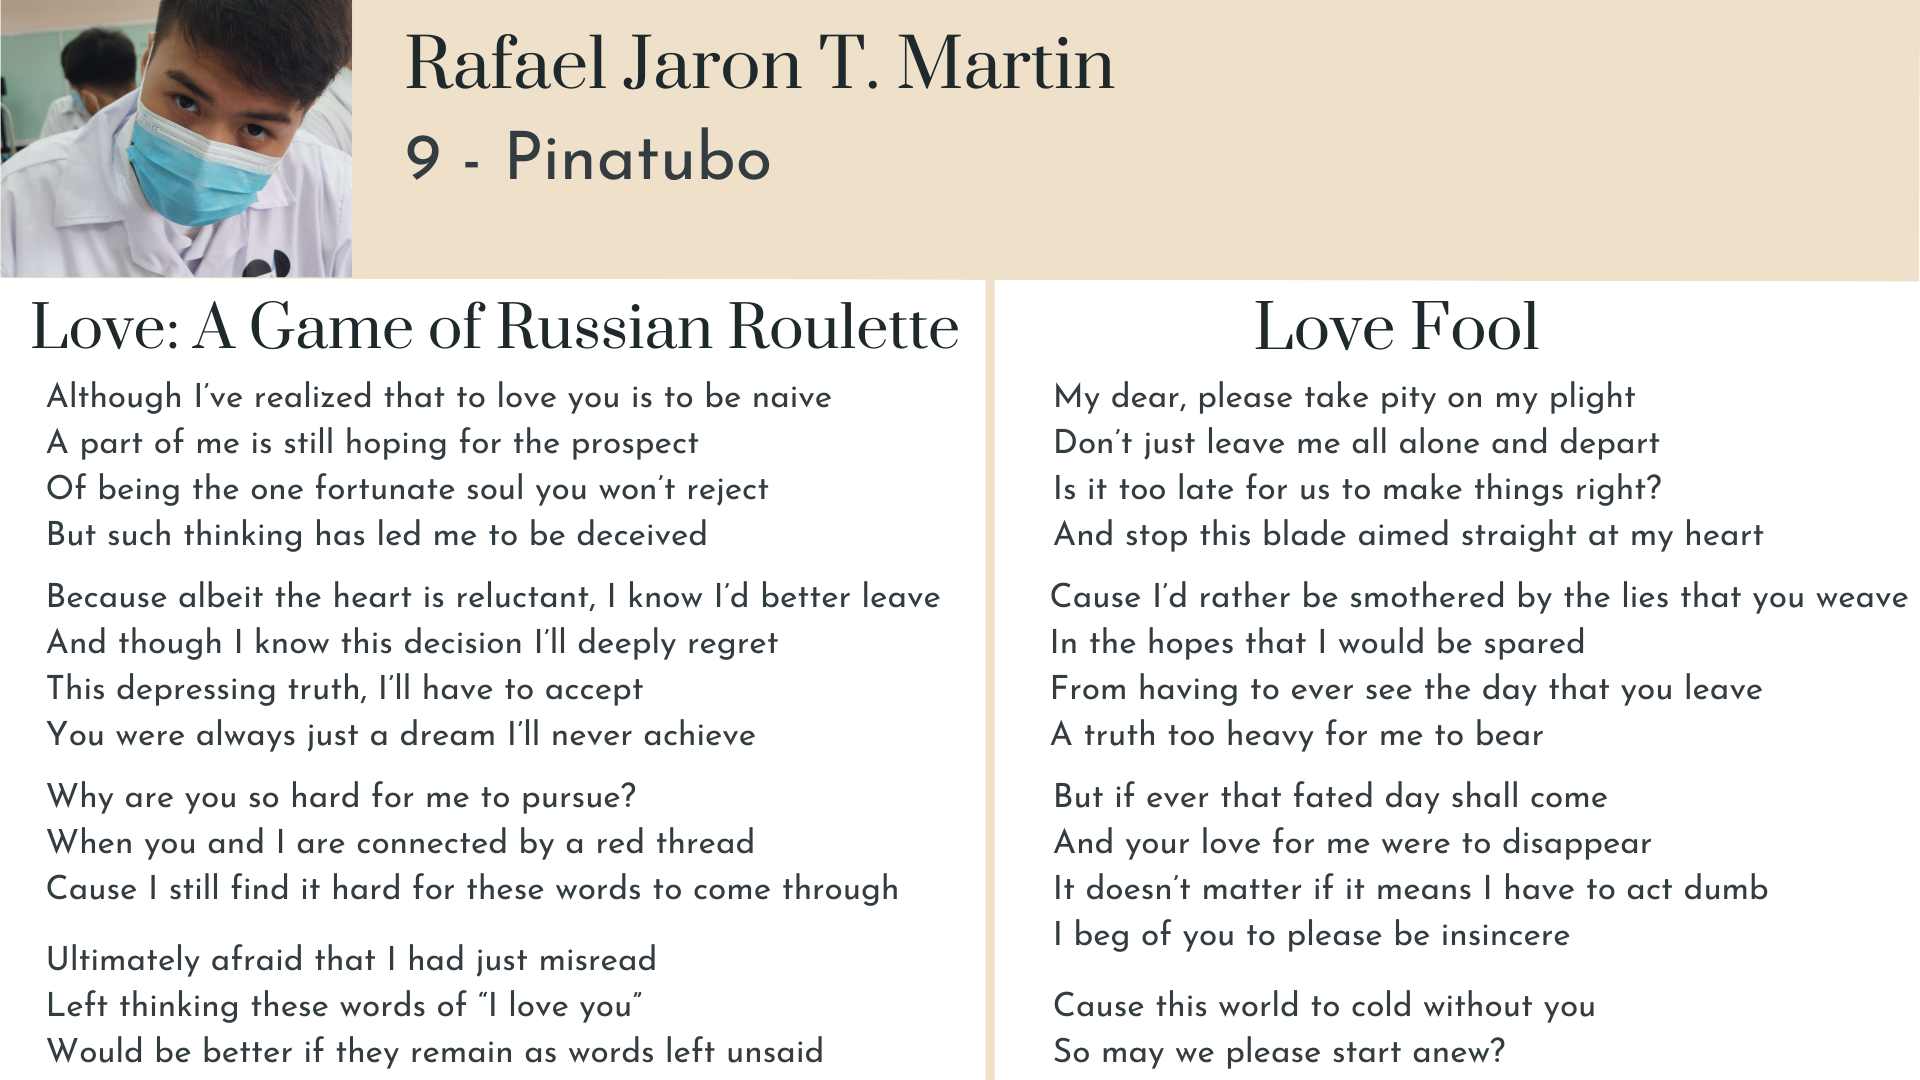 Rafael Jaron T. Martin
9 - Pinatubo
Love: A Game of Russian Roulette
Although I’ve realized that to love you is to be naive
A part of me is still hoping for the prospect
Of being the one fortunate soul you won’t reject
But such thinking has led me to be deceived
Because albeit the heart is reluctant, I know I’d better leave
And though I know this decision I’ll deeply regret
This depressing truth, I’ll have to accept
You were always just a dream I’ll never achieve
Why are you so hard for me to pursue?
When you and I are connected by a red thread
Cause I still find it hard for these words to come through
Ultimately afraid that I had just misread
Left thinking these words of “I love you”
Would be better if they remain as words left unsaid
Love Fool
My dear, please take pity on my plight
Don’t just leave me all alone and depart
Is it too late for us to make things right?
And stop this blade aimed straight at my heart
Cause I’d rather be smothered by the lies that you weave
In the hopes that I would be spared
From having to ever see the day that you leave
A truth too heavy for me to bear
But if ever that fated day shall come
And your love for me were to disappear
It doesn’t matter if it means I have to act dumb
I beg of you to please be insincere
Cause this world to cold without you
So may we please start anew?